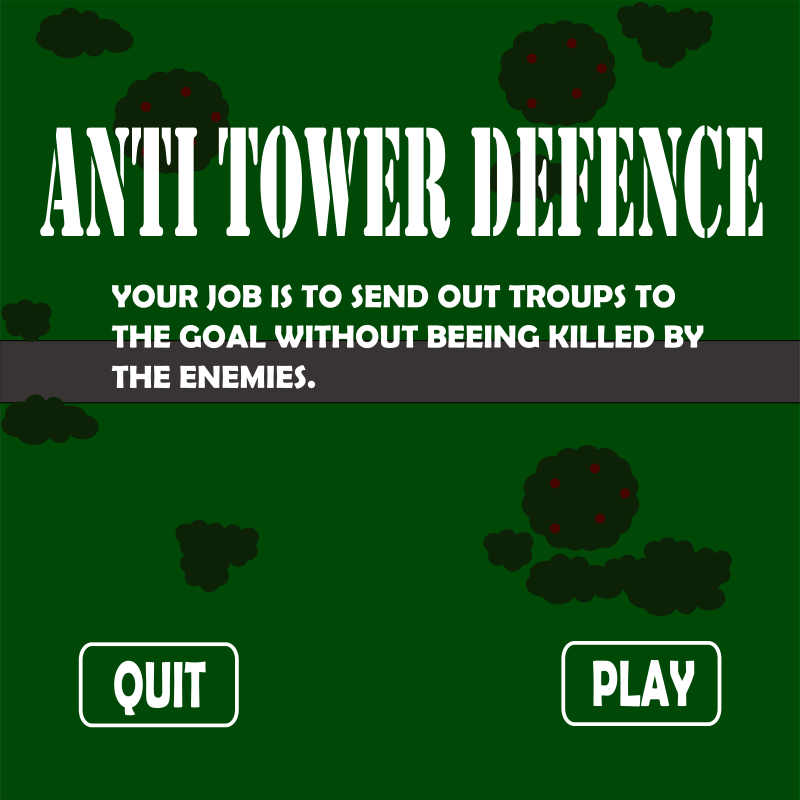 ANTI TOWER DEFENCE
YOUR JOB IS TO SEND OUT TROUPS TO
THE GOAL WITHOUT BEEING KILLED BY
THE ENEMIES.
QUIT
PLAY